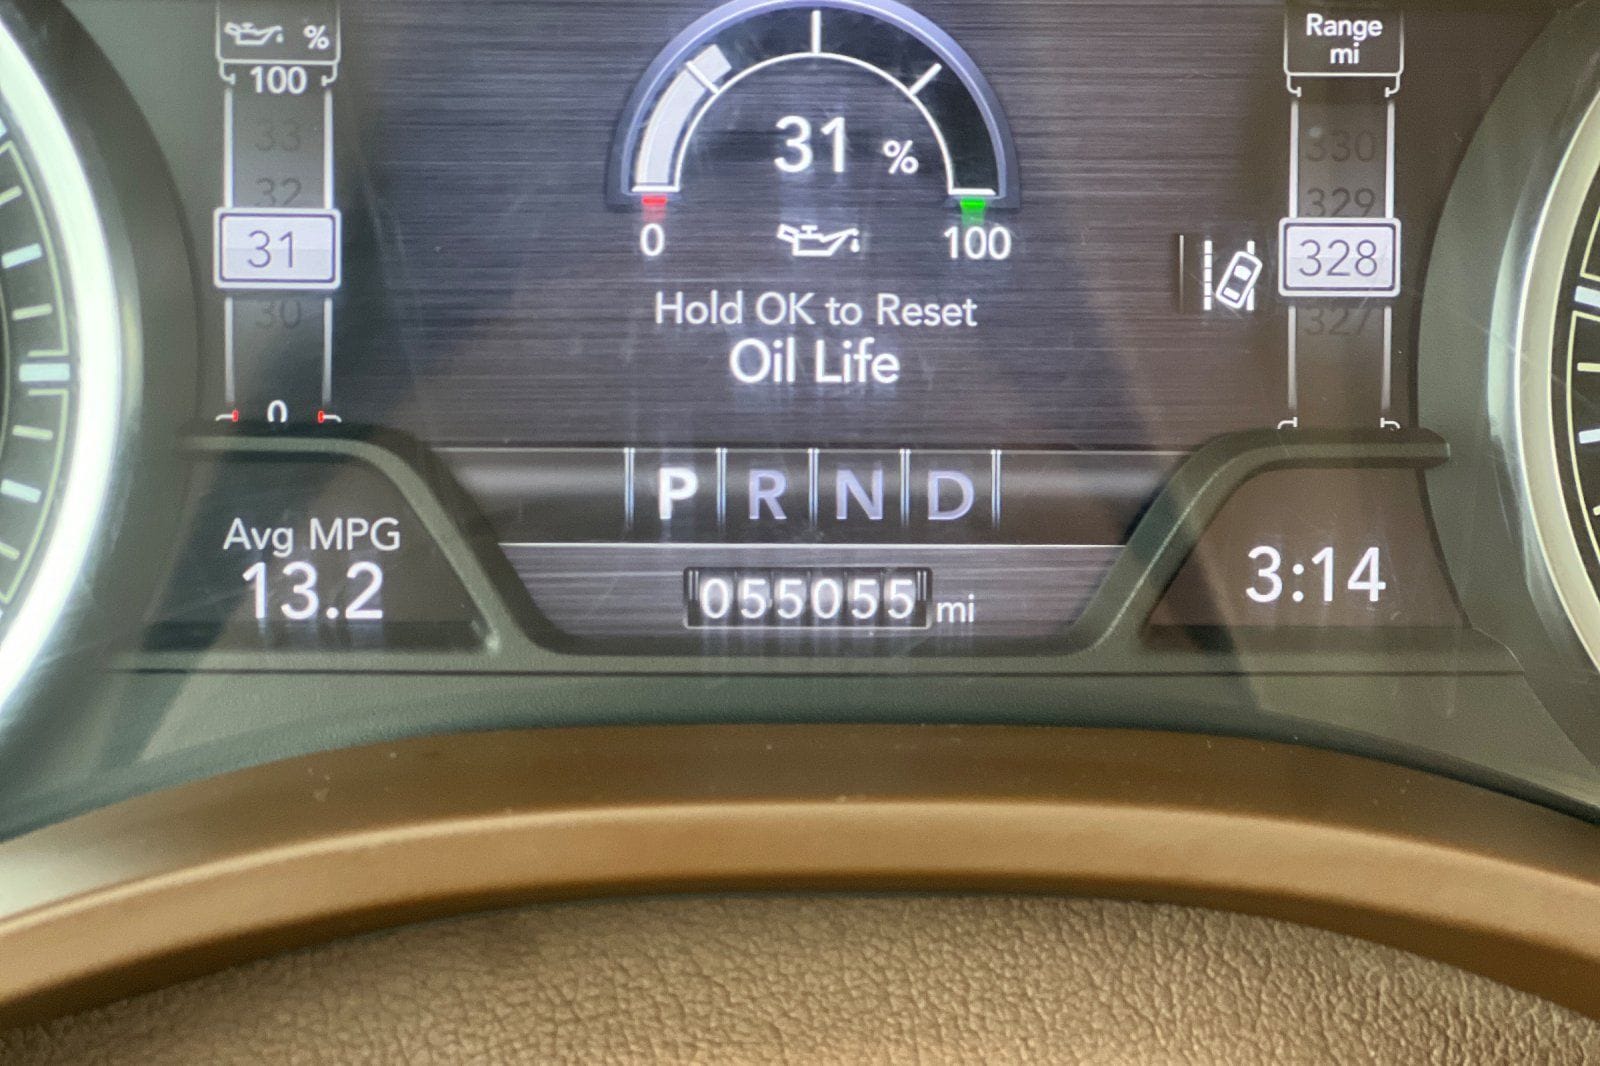 %
100
33
32
31
30
0
31 %
0 100
Hold OK to Reset
Oil Life
Range
mi
330
329
328
327
P R N D
Avg MPG
13.2
055055 mi
3:14